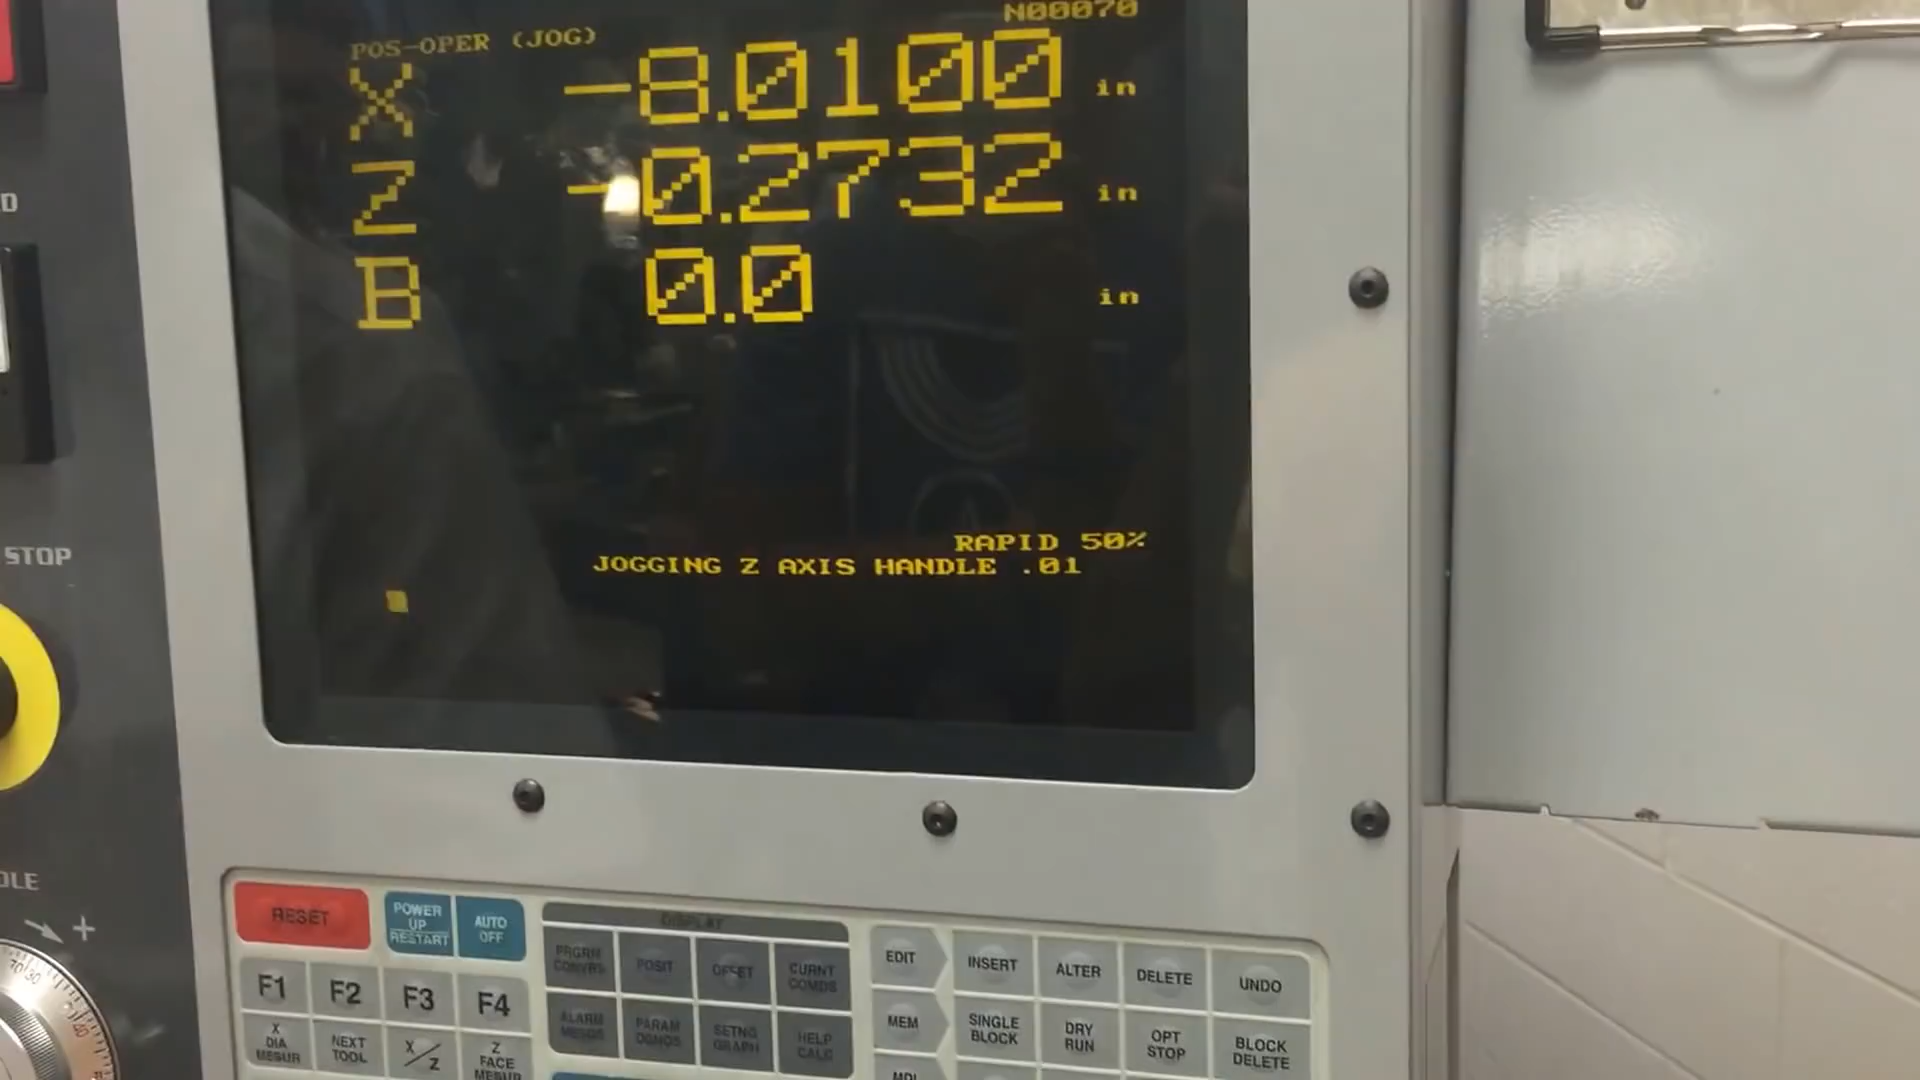 N00070
POS-OPER (JOG)
X -8.0100 in
Z -0.2732 in
B 0.0 in
RAPID 50%
JOGGING Z AXIS HANDLE .01
STOP
+
RESET
POWER UP RESTART
AUTO OFF
F1 F2 F3 F4
X DIA MESUR
NEXT TOOL
X/Z
Z FACE MESUR
DISPLAY
PRGRM CONVRS
POSIT
OFSET
CURNT COMDS
ALARM MESGS
PARAM DGNOS
SETNG GRAPH
HELP CALC
EDIT INSERT ALTER DELETE UNDO
MEM
SINGLE BLOCK
DRY RUN
OPT STOP
BLOCK DELETE
MDI